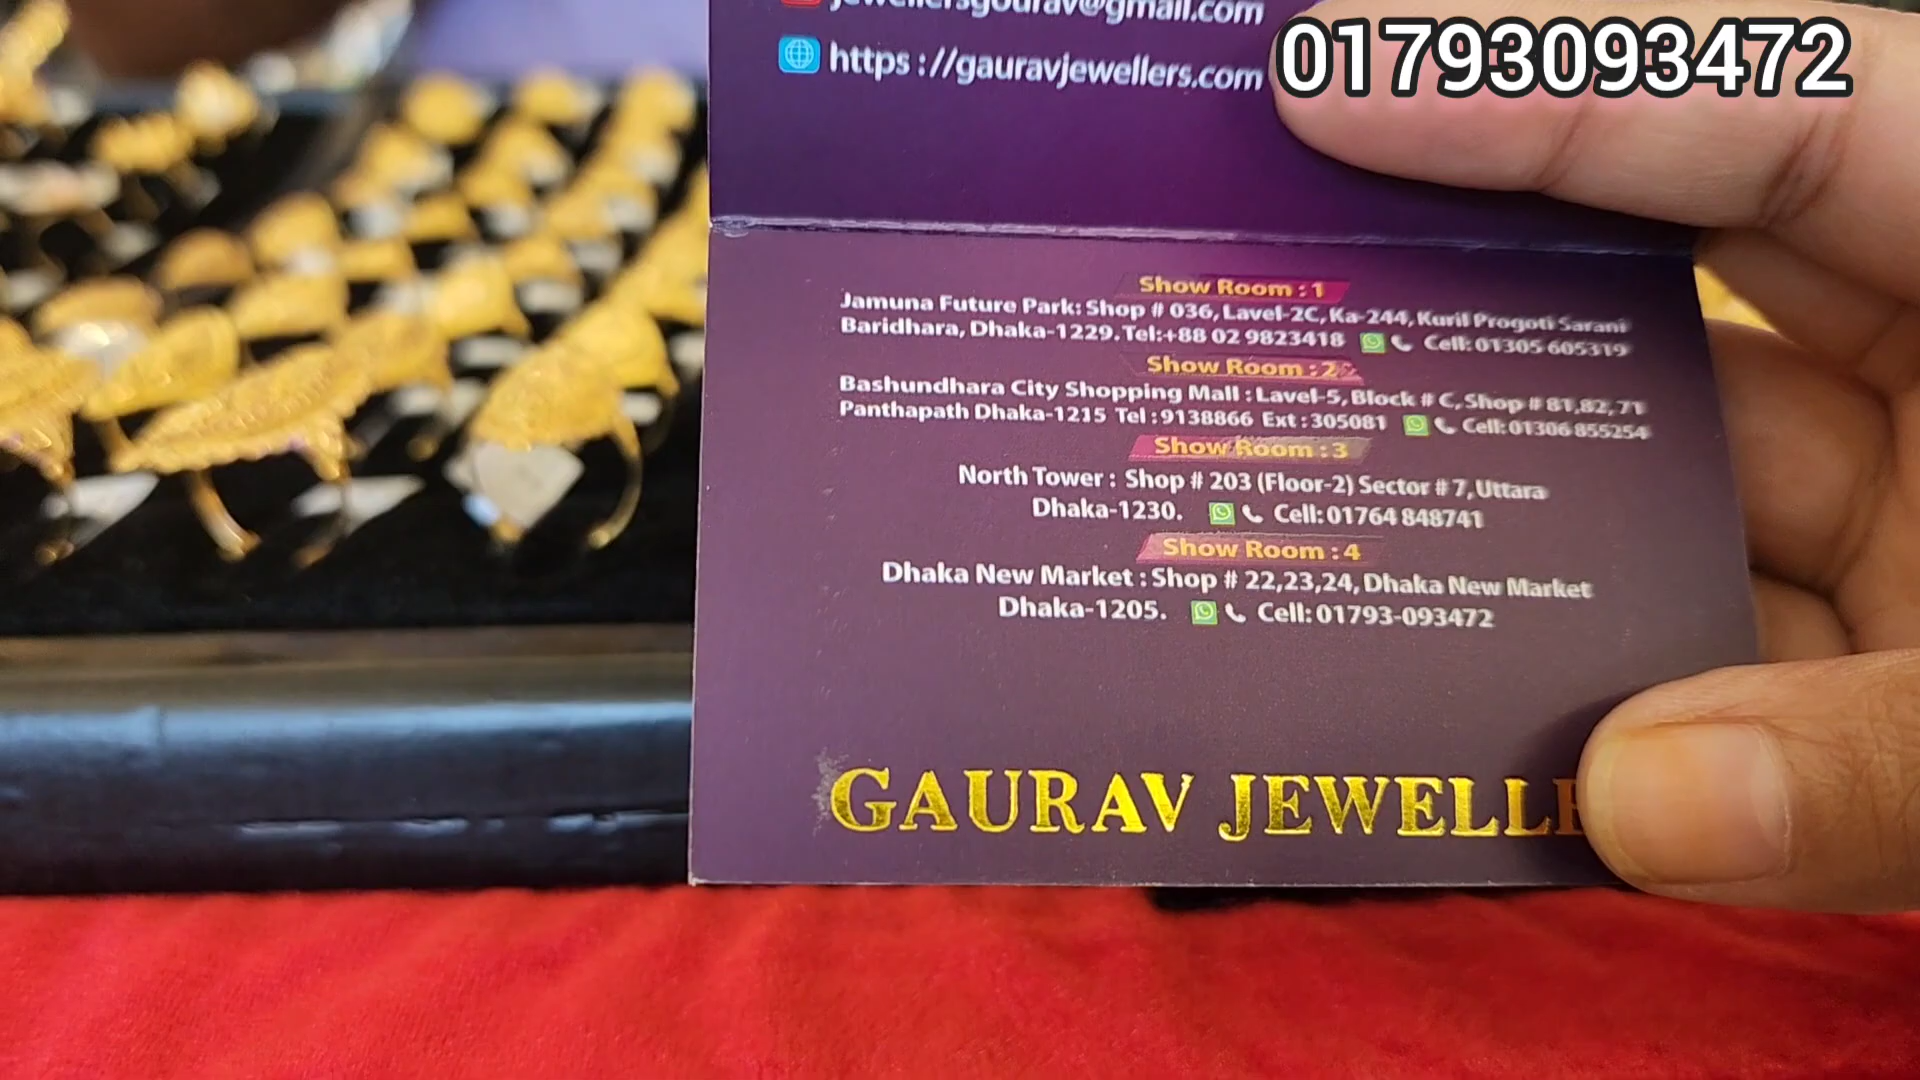 jewellersgourav@gmail.com
https://gauravjewellers.com
01793093472
Show Room : 1
Jamuna Future Park: Shop # 036, Lavel-2C, Ka-244, Kuril Progoti Sarani
Baridhara, Dhaka-1229. Tel:+88 02 9823418 Cell: 01305 605319
Show Room : 2
Bashundhara City Shopping Mall : Lavel-5, Block # C, Shop # 81,82,71
Panthapath Dhaka-1215 Tel : 9138866 Ext : 305081 Cell: 01306 855254
Show Room : 3
North Tower : Shop # 203 (Floor-2) Sector # 7, Uttara
Dhaka-1230. Cell: 01764 848741
Show Room : 4
Dhaka New Market : Shop # 22,23,24, Dhaka New Market
Dhaka-1205. Cell: 01793-093472
GAURAV JEWELLE